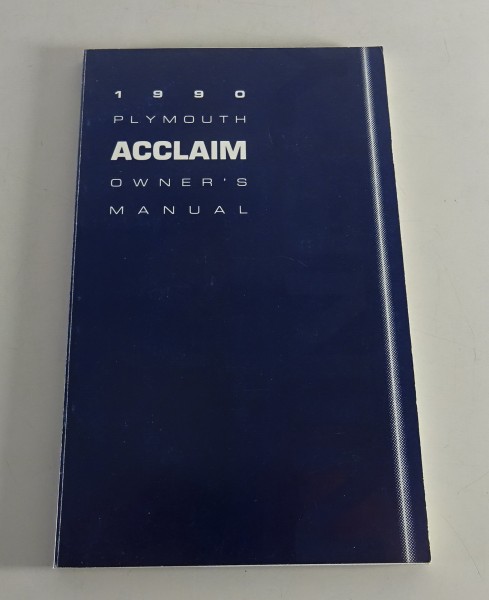 1990
PLYMOUTH
ACCLAIM
OWNER'S
MANUAL